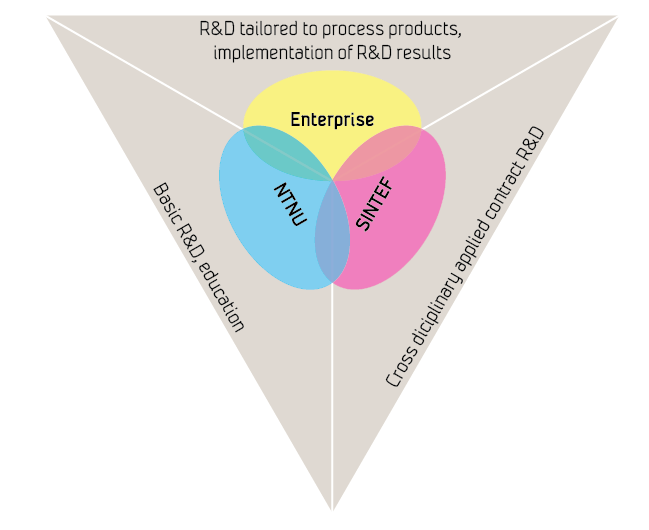 R&D tailored to process products,
implementation of R&D results
Enterprise
NTNU
SINTEF
Basic R&D, education
Cross diciplinary applied contract R&D